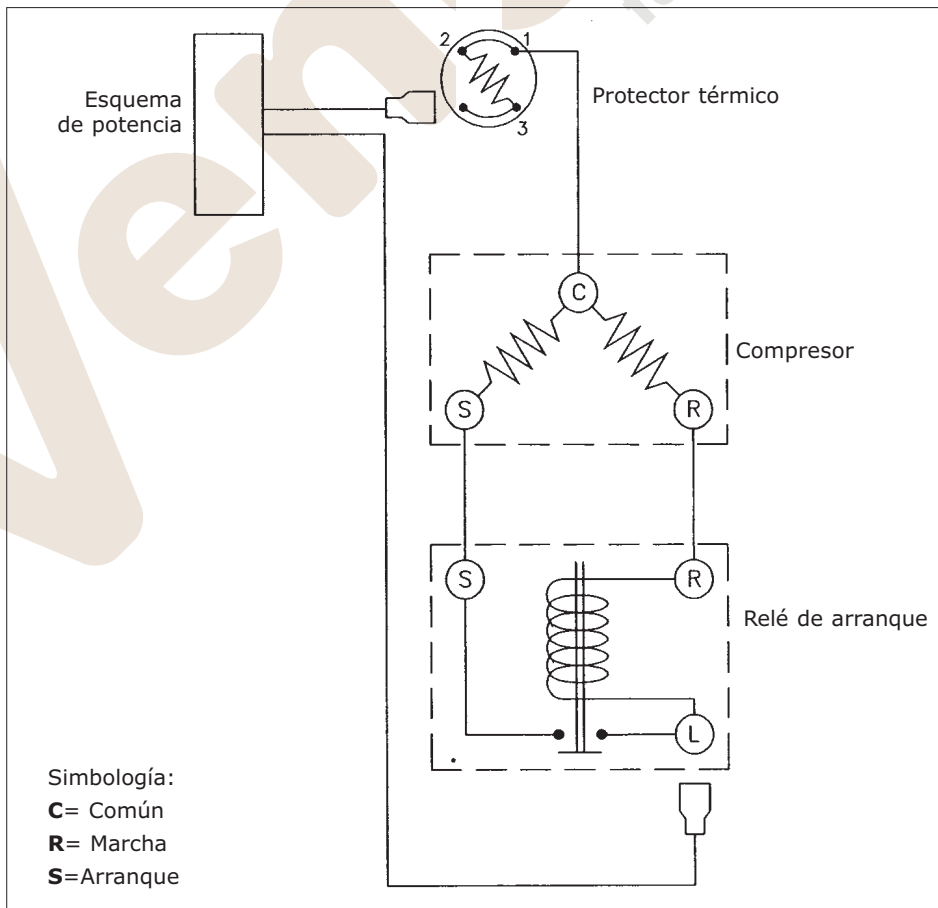 2 1
3
Esquema
de potencia
Protector térmico
C
S R
Compresor
S R
Relé de arranque
L
Simbología:
C= Común
R= Marcha
S=Arranque